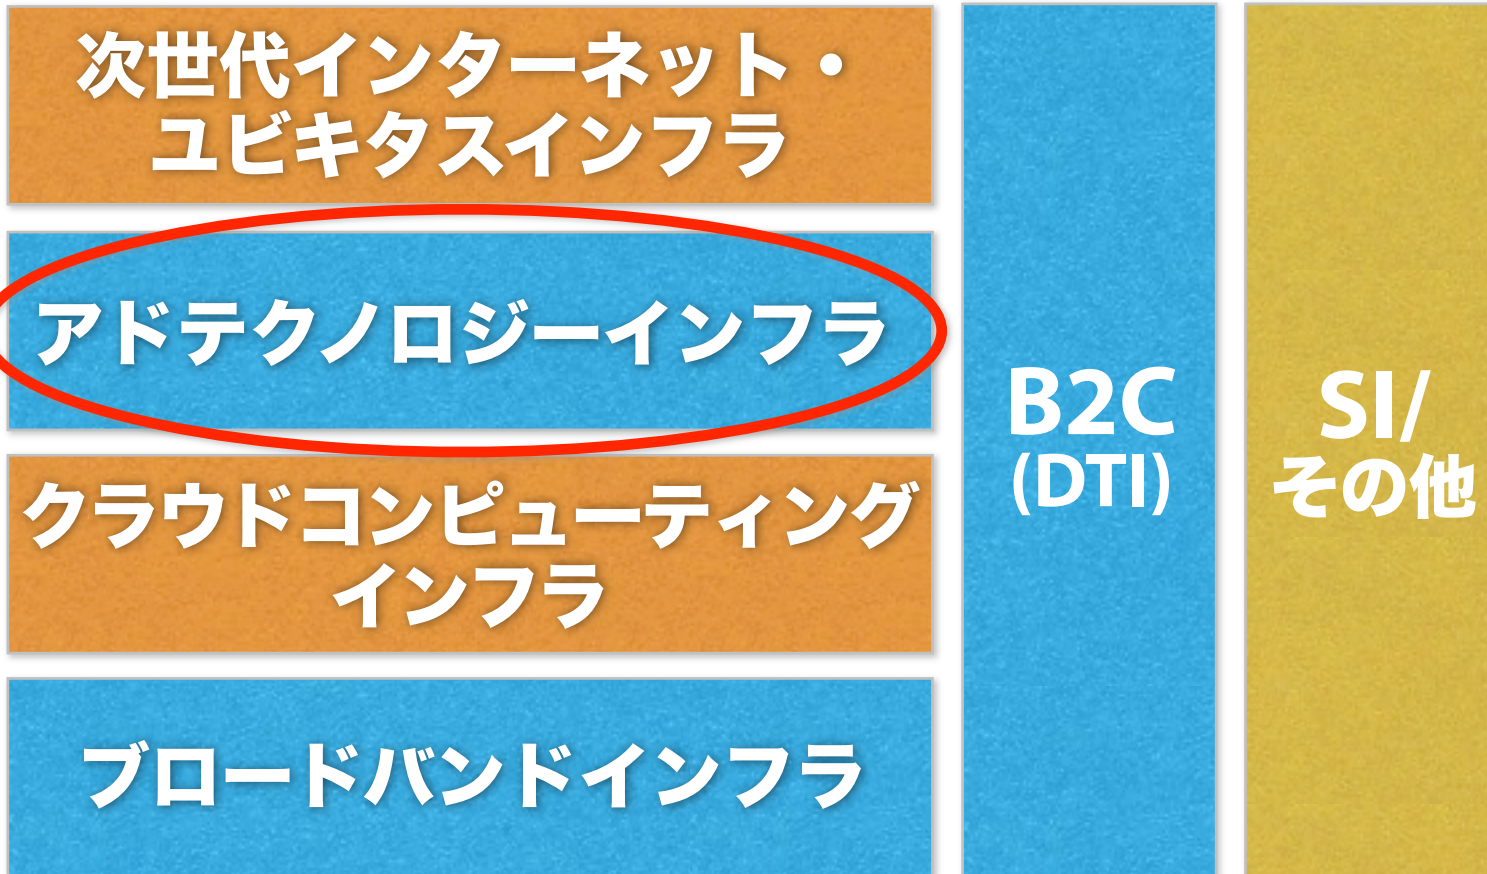 次世代インターネット・
ユビキタスインフラ
アドテクノロジーインフラ
クラウドコンピューティング
インフラ
ブロードバンドインフラ
B2C
(DTI)
SI/
その他